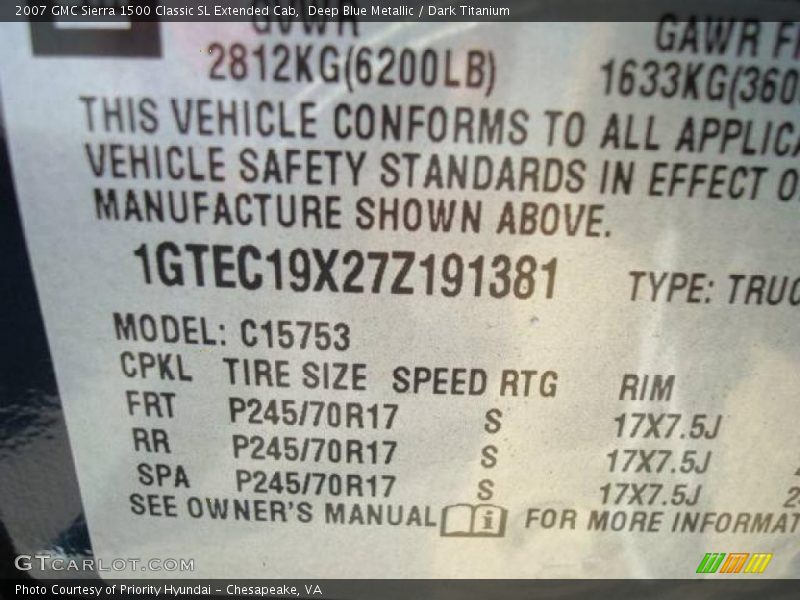 2007 GMC Sierra 1500 Classic SL Extended Cab, Deep Blue Metallic / Dark Titanium
GVWR
GAWR
2812KG(6200LB)
1633KG(360
THIS VEHICLE CONFORMS TO ALL
VEHICLE SAFETY STANDARDS IN EFFECT
MANUFACTURE SHOWN ABOVE.
1GTEC19X27Z191381
TYPE:
MODEL: C15753
CPKL TIRE SIZE SPEED RTG RIM
FRT P245/70R17 S 17X7.5J
RR P245/70R17 S 17X7.5J
SPA P245/70R17 S 17X7.5J
SEE OWNER'S MANUAL i FOR MORE
GTCARLOT.COM
Photo Courtesy of Priority Hyundai - Chesapeake, VA